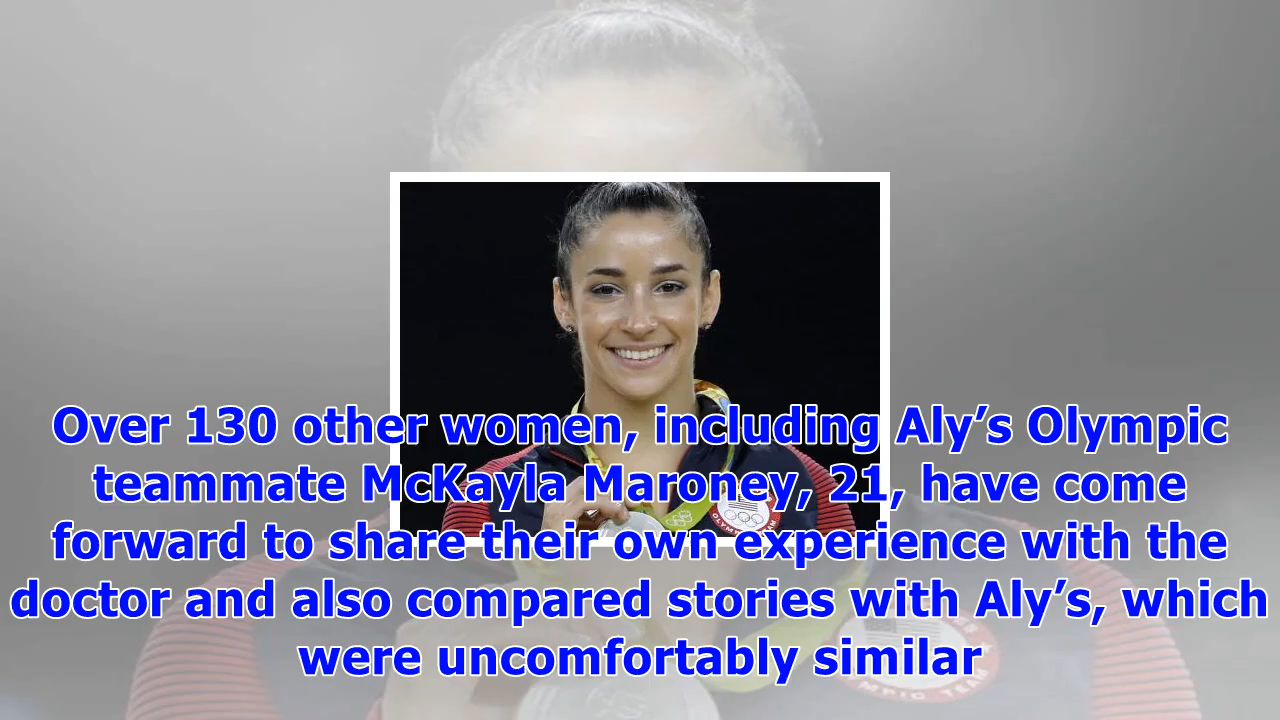 Over 130 other women, including Aly’s Olympic
teammate McKayla Maroney, 21, have come
forward to share their own experience with the
doctor and also compared stories with Aly’s, which
were uncomfortably similar